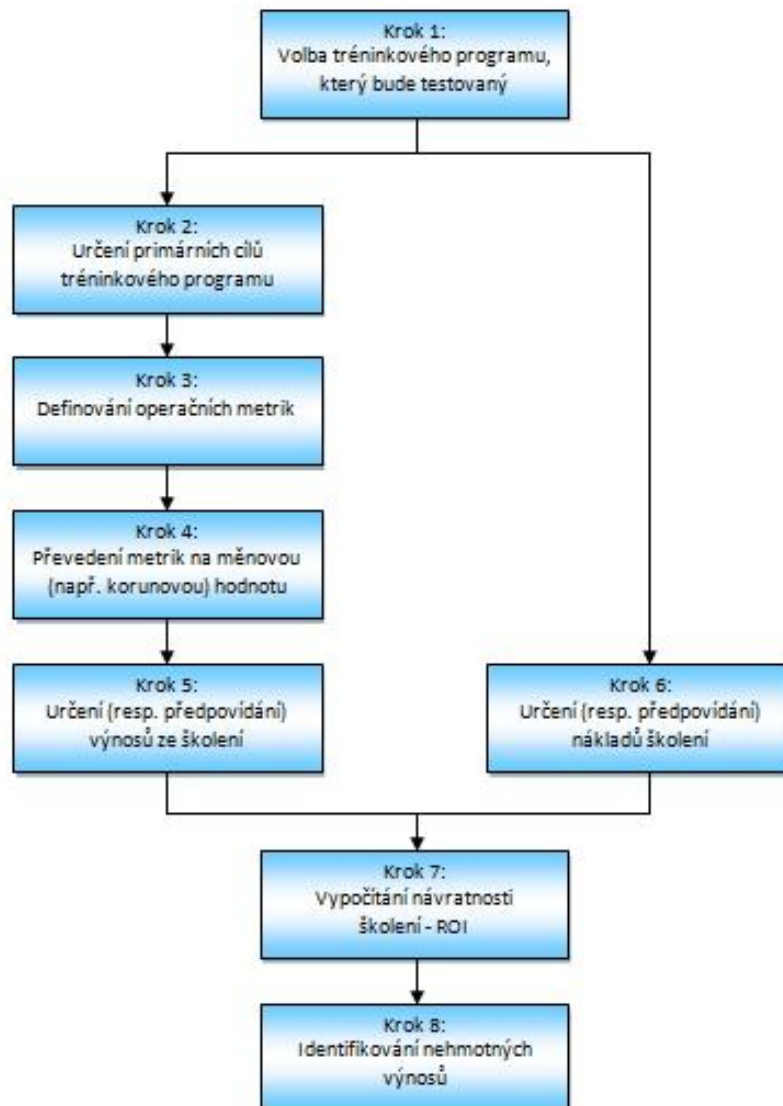 Krok 1:
Volba tréninkového programu,
který bude testovaný
Krok 2:
Určení primárních cílů
tréninkového programu
Krok 3:
Definování operačních metrik
Krok 4:
Převedení metrik na měnovou
(např. korunovou) hodnotu
Krok 5:
Určení (resp. předpovídání)
výnosů ze školení
Krok 6:
Určení (resp. předpovídání)
nákladů školení
Krok 7:
Vypočítání návratnosti
školení - ROI
Krok 8:
Identifikování nehmotných
výnosů